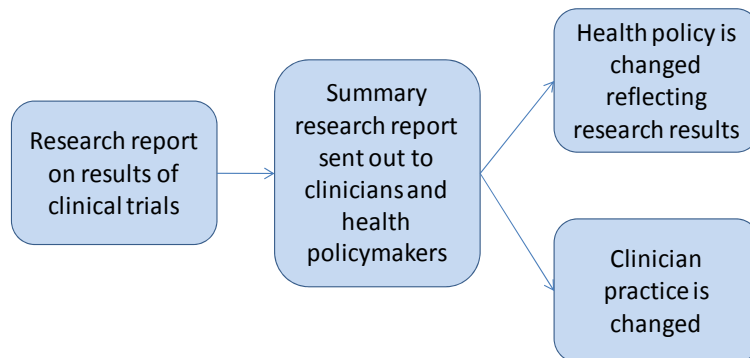 Research report
on results of
clinical trials
Summary
research report
sent out to
clinicians and
health
policymakers
Health policy is
changed
reflecting
research results
Clinician
practice is
changed